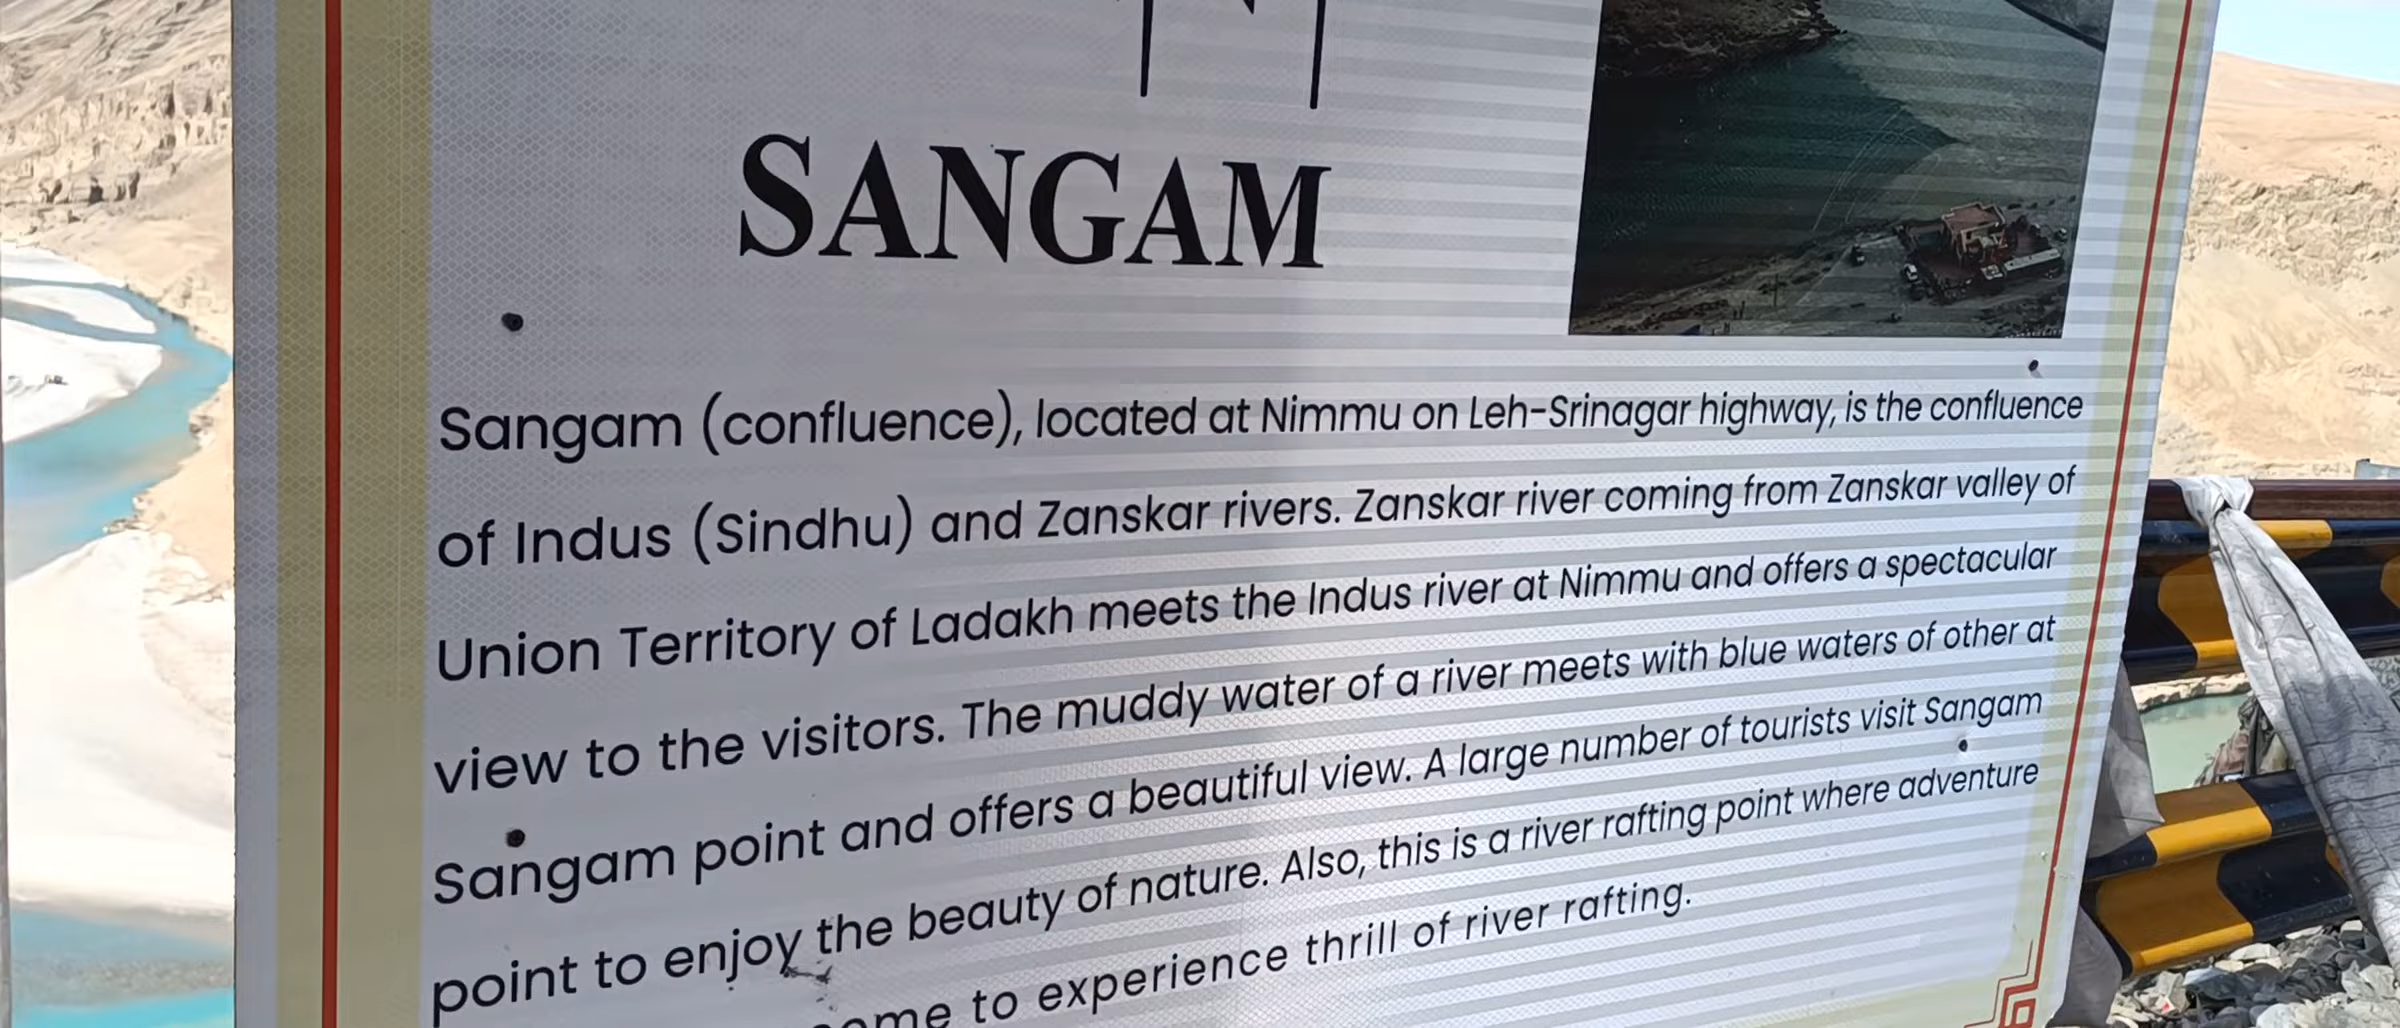 SANGAM
Sangam (confluence), located at Nimmu on Leh-Srinagar highway, is the confluence
of Indus (Sindhu) and Zanskar rivers. Zanskar river coming from Zanskar valley of
Union Territory of Ladakh meets the Indus river at Nimmu and offers a spectacular
view to the visitors. The muddy water of a river meets with blue waters of other at
Sangam point and offers a beautiful view. A large number of tourists visit Sangam
point to enjoy the beauty of nature. Also, this is a river rafting point where adventure
to experience thrill of river rafting.